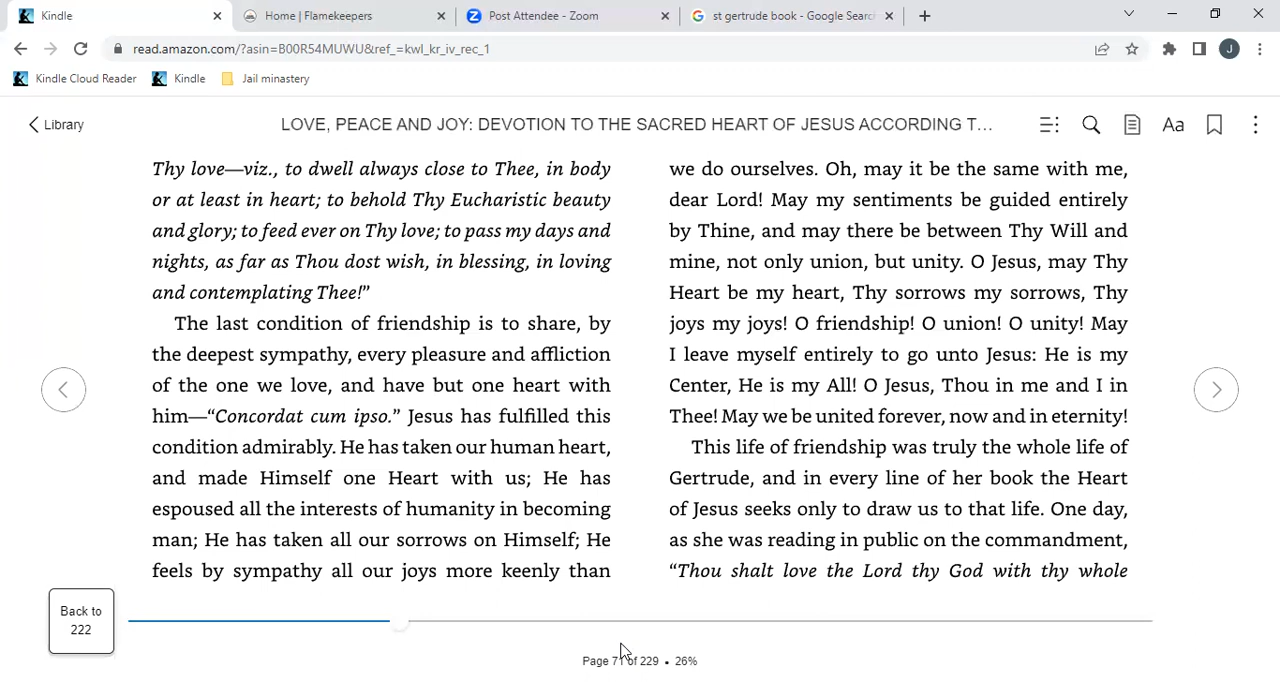 Kindle
Home | Flamekeepers
Post Attendee - Zoom
st gertrude book - Google Search
read.amazon.com/?asin=B00R54MUWU&ref_=kwl_kr_iv_rec_1
J
Kindle Cloud Reader
Kindle
Jail minastery
Library
LOVE, PEACE AND JOY: DEVOTION TO THE SACRED HEART OF JESUS ACCORDING T...
Aa
Thy love—viz., to dwell always close to Thee, in body
or at least in heart; to behold Thy Eucharistic beauty
and glory; to feed ever on Thy love; to pass my days and
nights, as far as Thou dost wish, in blessing, in loving
and contemplating Thee!”
The last condition of friendship is to share, by
the deepest sympathy, every pleasure and affliction
of the one we love, and have but one heart with
him—“Concordat cum ipso.” Jesus has fulfilled this
condition admirably. He has taken our human heart,
and made Himself one Heart with us; He has
espoused all the interests of humanity in becoming
man; He has taken all our sorrows on Himself; He
feels by sympathy all our joys more keenly than
we do ourselves. Oh, may it be the same with me,
dear Lord! May my sentiments be guided entirely
by Thine, and may there be between Thy Will and
mine, not only union, but unity. O Jesus, may Thy
Heart be my heart, Thy sorrows my sorrows, Thy
joys my joys! O friendship! O union! O unity! May
I leave myself entirely to go unto Jesus: He is my
Center, He is my All! O Jesus, Thou in me and I in
Thee! May we be united forever, now and in eternity!
This life of friendship was truly the whole life of
Gertrude, and in every line of her book the Heart
of Jesus seeks only to draw us to that life. One day,
as she was reading in public on the commandment,
“Thou shalt love the Lord thy God with thy whole
Back to
222
Page 71 of 229 • 26%